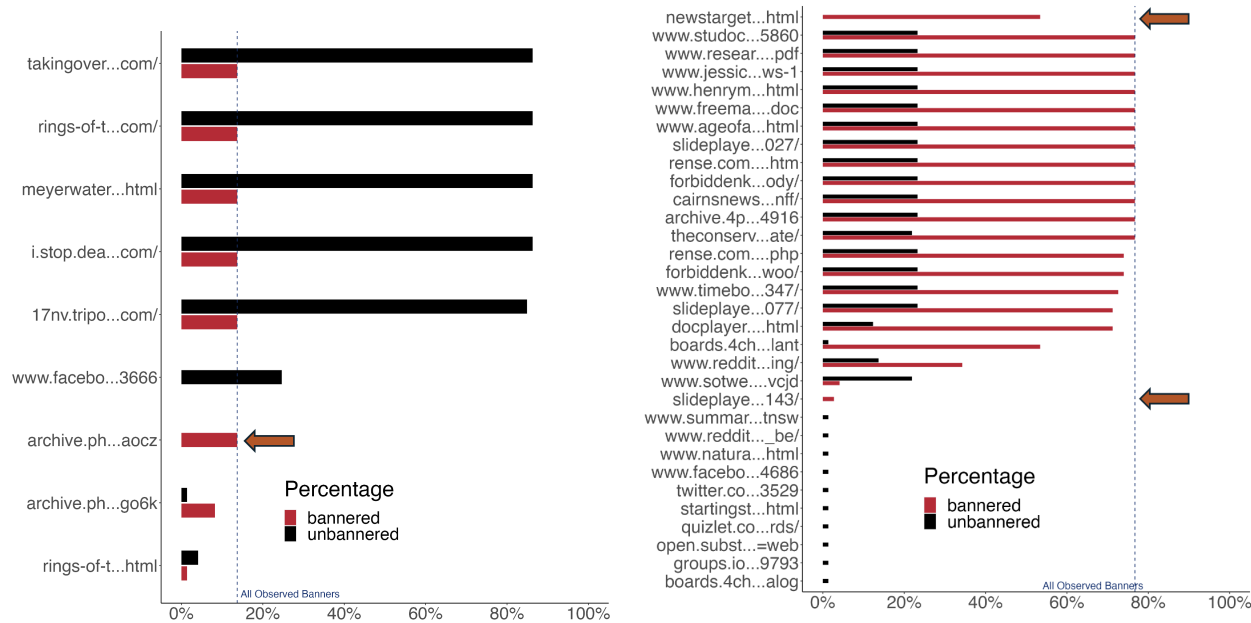 takingover...com/
rings-of-t...com/
meyerwater...html
i.stop.dea...com/
17nv.tripo...com/
www.facebo...3666
archive.ph...aocz
archive.ph...go6k
rings-of-t...html
Percentage
bannered
unbannered
All Observed Banners
0% 20% 40% 60% 80% 100%
newstarget...html
www.studoc...5860
www.resear....pdf
www.jessic...ws-1
www.henrym...html
www.freema....doc
www.ageofa...html
slideplaye...027/
rense.com....htm
forbiddenk...ody/
cairnsnews...nff/
archive.4p...4916
theconserv...ate/
rense.com....php
forbiddenk...woo/
www.timebo...347/
slideplaye...077/
docplayer....html
boards.4ch...lant
www.reddit...ing/
www.sotwe....vcjd
slideplaye...143/
www.summar...tnsw
www.reddit..._be/
www.natura...html
www.facebo...4686
twitter.co...3529
startingst...html
quizlet.co...rds/
open.subst...=web
groups.io...9793
boards.4ch...alog
Percentage
bannered
unbannered
All Observed Banners
0% 20% 40% 60% 80% 100%